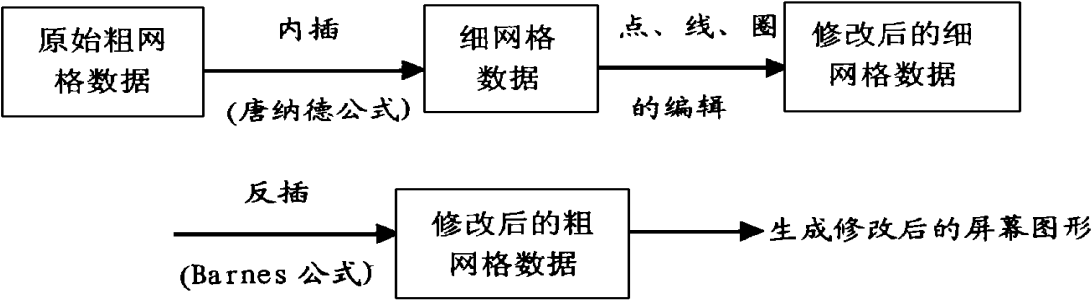 原始粗网
格数据
内插
(唐纳德公式)
细网格
数据
点、线、圈
的编辑
修改后的细
网格数据
反插
(Barnes 公式)
修改后的粗
网格数据
生成修改后的屏幕图形